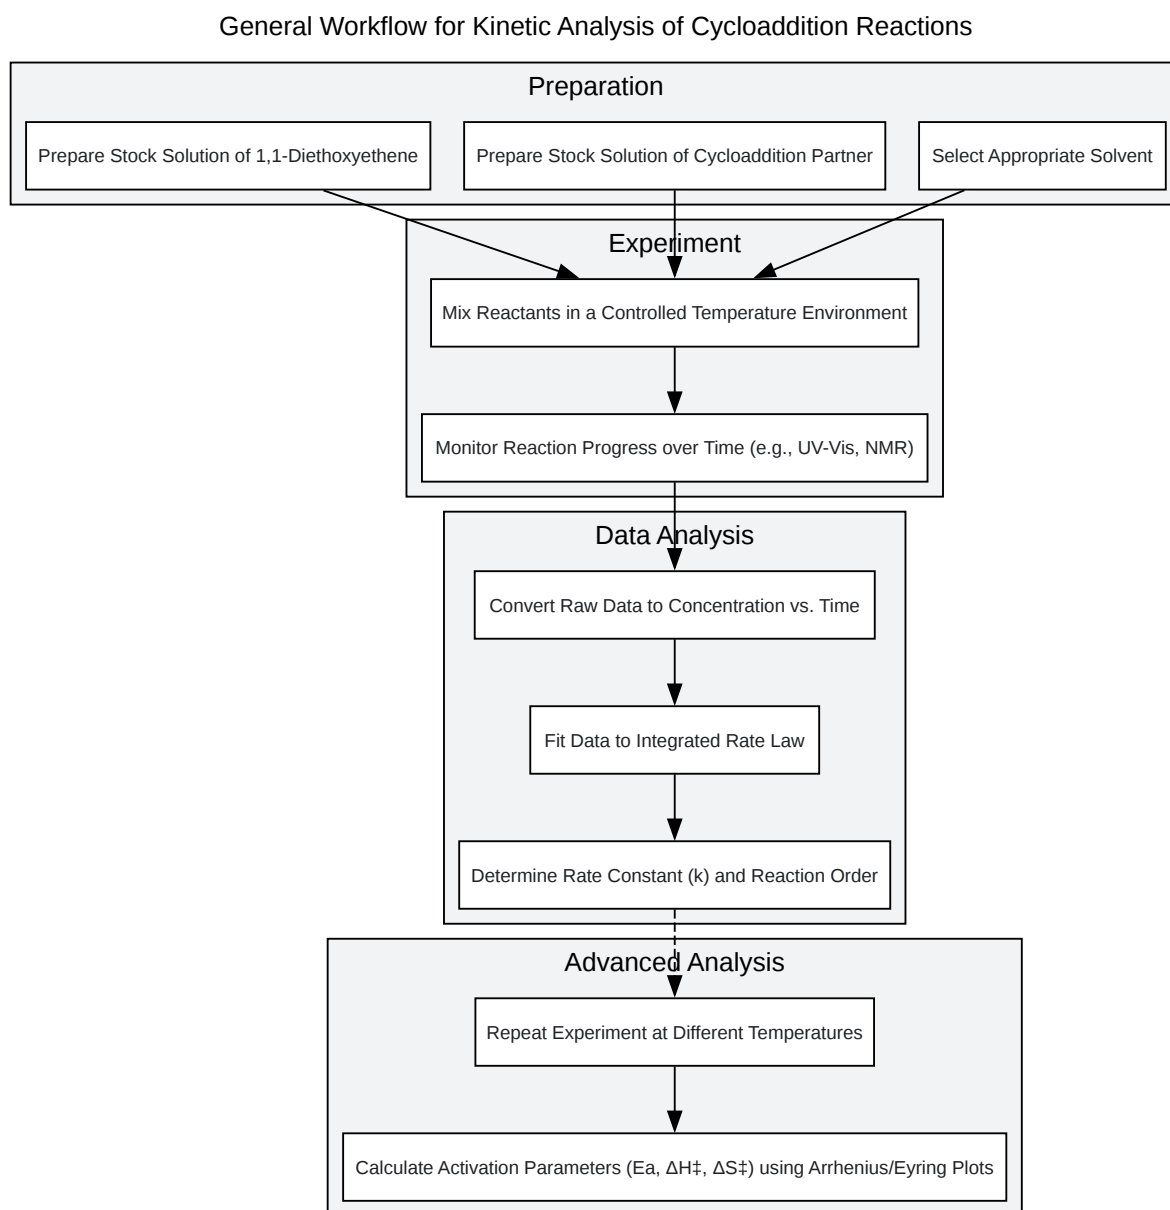 General Workflow for Kinetic Analysis of Cycloaddition Reactions
Preparation
Prepare Stock Solution of 1,1-Diethoxyethene
Prepare Stock Solution of Cycloaddition Partner
Select Appropriate Solvent
Experiment
Mix Reactants in a Controlled Temperature Environment
Monitor Reaction Progress over Time (e.g., UV-Vis, NMR)
Data Analysis
Convert Raw Data to Concentration vs. Time
Fit Data to Integrated Rate Law
Determine Rate Constant (k) and Reaction Order
Advanced Analysis
Repeat Experiment at Different Temperatures
Calculate Activation Parameters (Ea, ΔH‡, ΔS‡) using Arrhenius/Eyring Plots